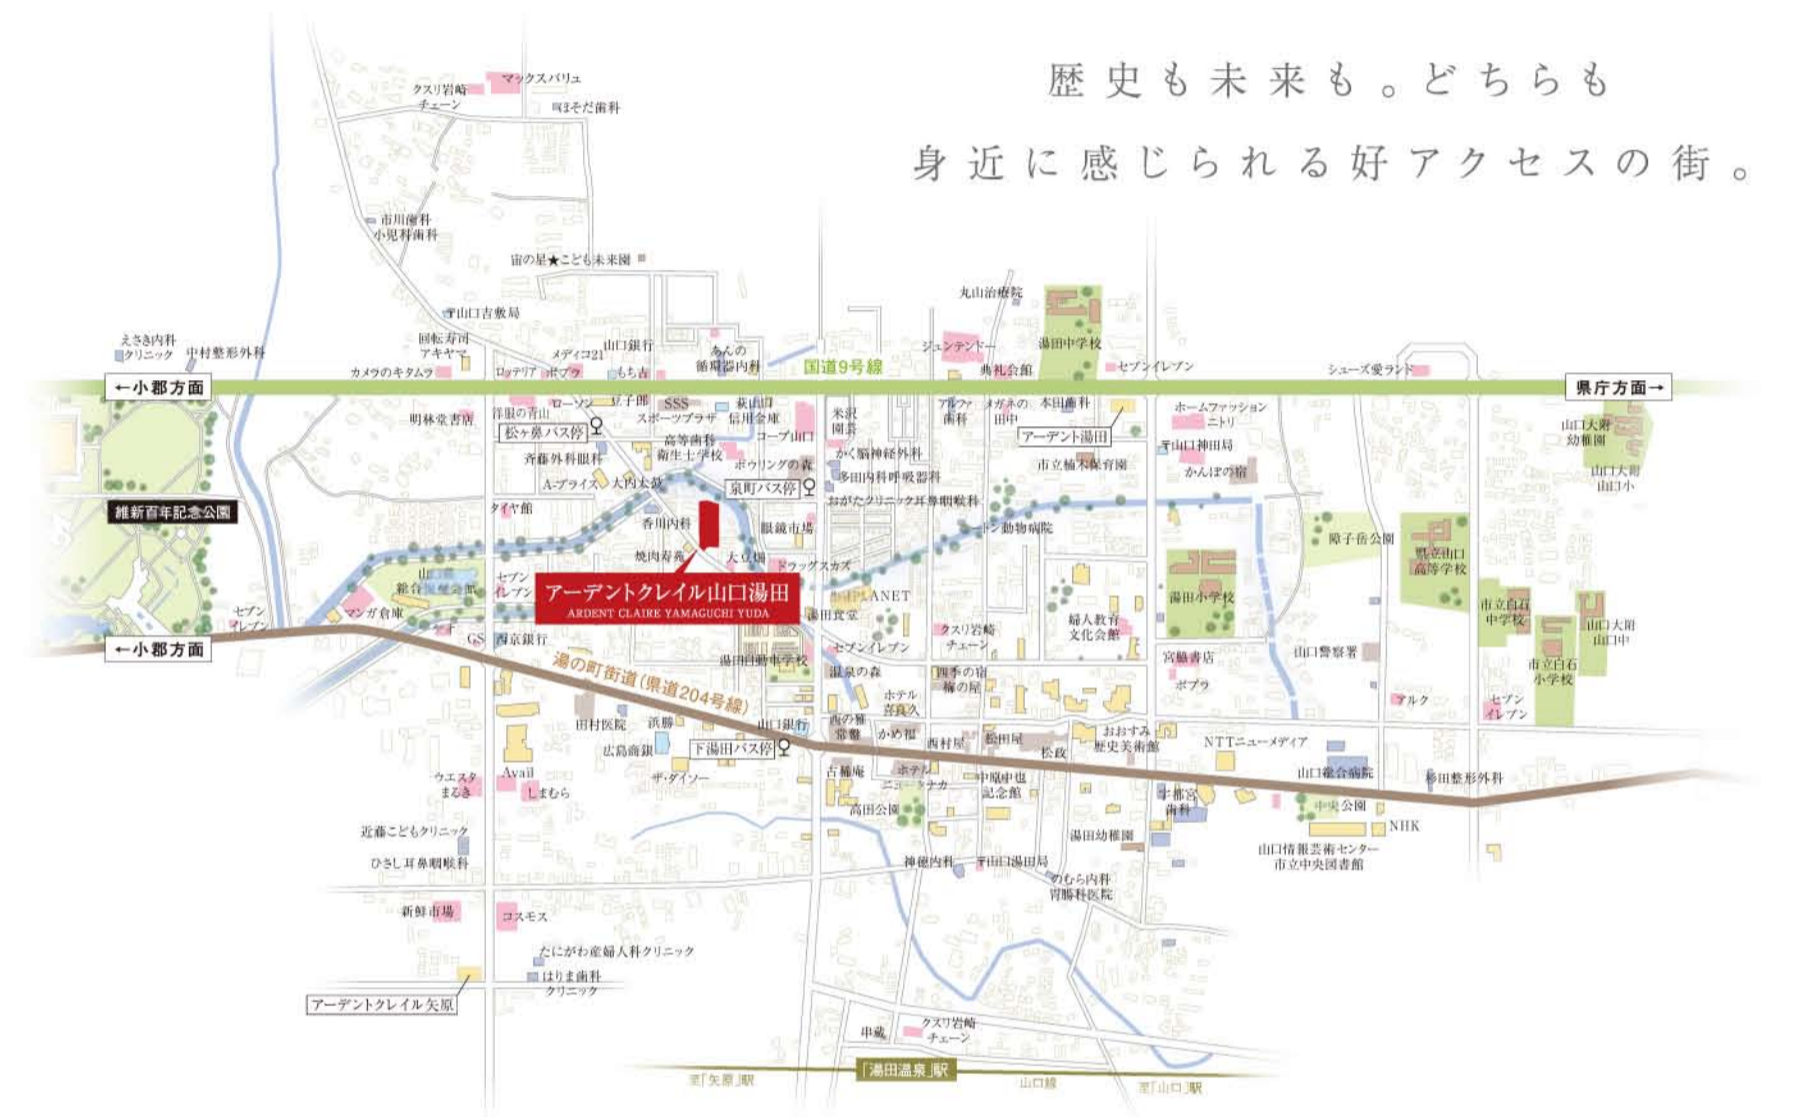 歴史も未来も。どちらも
身近に感じられる好アクセスの街。
マックスバリュ
クスリ岩崎
チェーン
ほそだ歯科
市川歯科
小児科歯科
宙の星★こども未来園
〒山口吉敷局
えさき内科
クリニック
中村整形外科
回転寿司
アキヤマ
カメラのキタムラ
メディコ21
山口銀行
ロッテリア
ポプラ
もち吉
あんの
循環器内科
国道9号線
丸山治療院
ジュンテンドー
典礼会館
湯田中学校
セブンイレブン
シューズ愛ランド
←小郡方面
県庁方面→
明林堂書店
洋服の青山
ローソン
豆子郎
SSS
スポーツプラザ
萩山口
信用金庫
コープ山口
米沢
園芸
アルファ
歯科
メガネの
田中
本田歯科
アーデント湯田
ホームファッション
ニトリ
〒山口神田局
かんぽの宿
山口大附
幼稚園
山口大附
山口小
松ヶ鼻バス停
斉藤外科眼科
高等歯科
衛生士学校
ボウリングの森
かく脳神経外科
多田内科呼吸器科
おがたクリニック耳鼻咽喉科
市立楠木保育園
A-プライス
大内太鼓
泉町バス停
維新百年記念公園
タイヤ館
香川内科
眼鏡市場
シートン動物病院
障子岳公園
県立山口
高等学校
焼肉寿苑
大豆畑
ドラッグスカズ
アーデントクレイル山口湯田
ARDENT CLAIRE YAMAGUCHI YUDA
セブン
イレブン
マンガ倉庫
セブン
イレブン
湯田食堂
湯田小学校
市立白石
中学校
山口大附
山口中
市立白石
小学校
←小郡方面
GS
西京銀行
湯の町街道(県道204号線)
湯田自動車学校
セブンイレブン
温泉の森
クスリ岩崎
チェーン
婦人教育
文化会館
四季の宿
梅の屋
宮脇書店
ポプラ
山口警察署
アルク
セブン
イレブン
ホテル
喜良久
田村医院
浜勝
広島商銀
山口銀行
下湯田バス停
西の雅
常盤
かめ福
西村屋
松田屋
松政
おおすみ
歴史美術館
NTTニューメディア
山口総合病院
杉田整形外科
ウエスタ
まるき
Avail
しまむら
ザ・ダイソー
古稀庵
ホテル
ニュータナカ
中原中也
記念館
高田公園
宇都宮
歯科
中央公園
NHK
山口情報芸術センター
市立中央図書館
近藤こどもクリニック
ひさし耳鼻咽喉科
神徳内科
〒山口湯田局
湯田幼稚園
のむら内科
胃腸科医院
新鮮市場
コスモス
たにがわ産婦人科クリニック
はりま歯科
クリニック
アーデントクレイル矢原
串蔵
クスリ岩崎
チェーン
「湯田温泉」駅
至「矢原」駅
山口線
至「山口」駅